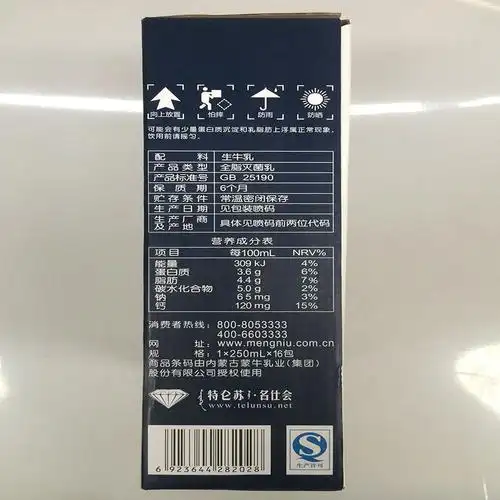 向上放置 怕摔 防雨 防晒
可能会有少量蛋白质沉淀和乳脂肪上浮属正常现象,
饮用前请摇匀。
配料 生牛乳
产品类型 全脂灭菌乳
产品标准号 GB 25190
保质期 6个月
贮存条件 常温密闭保存
生产日期 见包装喷码
生产厂商及产地 具体见喷码前两位代码
营养成分表
项目 每100mL NRV%
能量 309 kJ 4%
蛋白质 3.6 g 6%
脂肪 4.4 g 7%
碳水化合物 5.0 g 2%
钠 65 mg 3%
钙 120 mg 15%
消费者热线: 800-8053333
400-6603333
网址: www.mengniu.com.cn
规格: 1×250mL×16包
商品条码由内蒙古蒙牛乳业(集团)
股份有限公司授权使用
特仑苏·名仕会
www.telunsu.net
6 923644 282028
生产许可